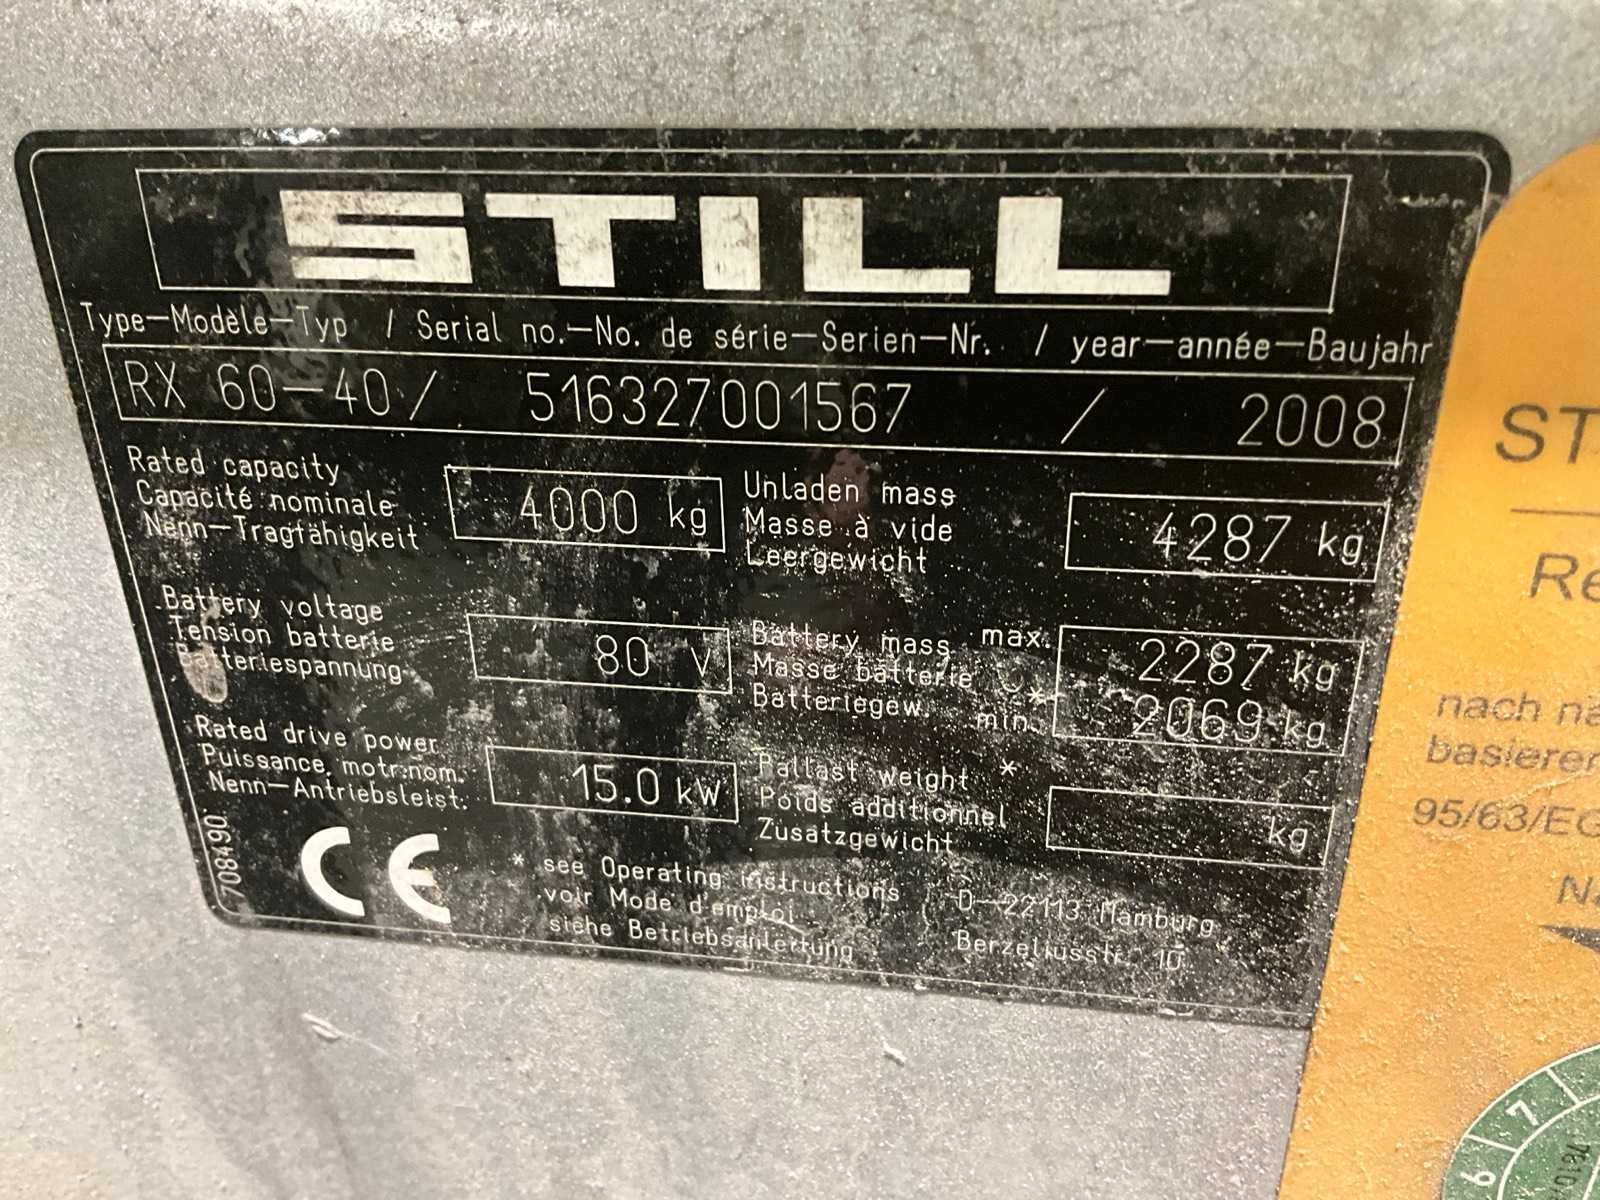 STILL
Type-Modèle-Typ / Serial no.-No. de série-Serien-Nr. / year-année-Baujahr
RX 60-40 / 516327001567 / 2008
Rated capacity
Capacité nominale
Nenn-Tragfähigkeit
4000 kg
Unladen mass
Masse à vide
Leergewicht
4287 kg
Battery voltage
Tension batterie
Batteriespannung
80 V
Battery mass max.
Masse batterie
Batteriegew. min. *
2287 kg
2069 kg
Rated drive power
Puissance motr.nom.
Nenn-Antriebsleist.
15.0 kW
Ballast weight *
Poids additionnel
Zusatzgewicht
kg
708490
CE
* see Operating instructions
voir Mode d'emploi
siehe Betriebsanleitung
D-22113 Hamburg
Berzeliusstr. 10
ST
Re
nach nä
basieren
95/63/EG
6 7